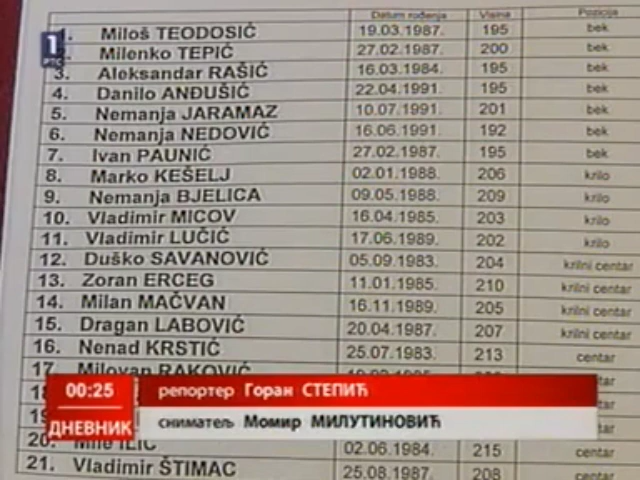 Datum rođenja Visina Pozicija
1. Miloš TEODOSIĆ 19.03.1987. 195 bek
Milenko TEPIĆ 27.02.1987. 200 bek
3. Aleksandar RAŠIĆ 16.03.1984. 195 bek
4. Danilo ANĐUŠIĆ 22.04.1991. 195 bek
5. Nemanja JARAMAZ 10.07.1991. 201 bek
6. Nemanja NEDOVIĆ 16.06.1991. 192 bek
7. Ivan PAUNIĆ 27.02.1987. 195 bek
8. Marko KEŠELJ 02.01.1988. 206 krilo
9. Nemanja BJELICA 09.05.1988. 209 krilo
10. Vladimir MICOV 16.04.1985. 203 krilo
11. Vladimir LUČIĆ 17.06.1989. 202 krilo
12. Duško SAVANOVIĆ 05.09.1983. 204 krilni centar
13. Zoran ERCEG 11.01.1985. 210 krilni centar
14. Milan MAČVAN 16.11.1989. 205 krilni centar
15. Dragan LABOVIĆ 20.04.1987. 207 krilni centar
16. Nenad KRSTIĆ 25.07.1983. 213 centar
17. Milovan RAKOVIĆ
00:25 репортер Горан СТЕПИЋ
ДНЕВНИК сниматељ Момир МИЛУТИНОВИЋ
20. Mile ILIĆ 02.06.1984. 215 centar
21. Vladimir ŠTIMAC 25.08.1987. 208 centar
1
РТС